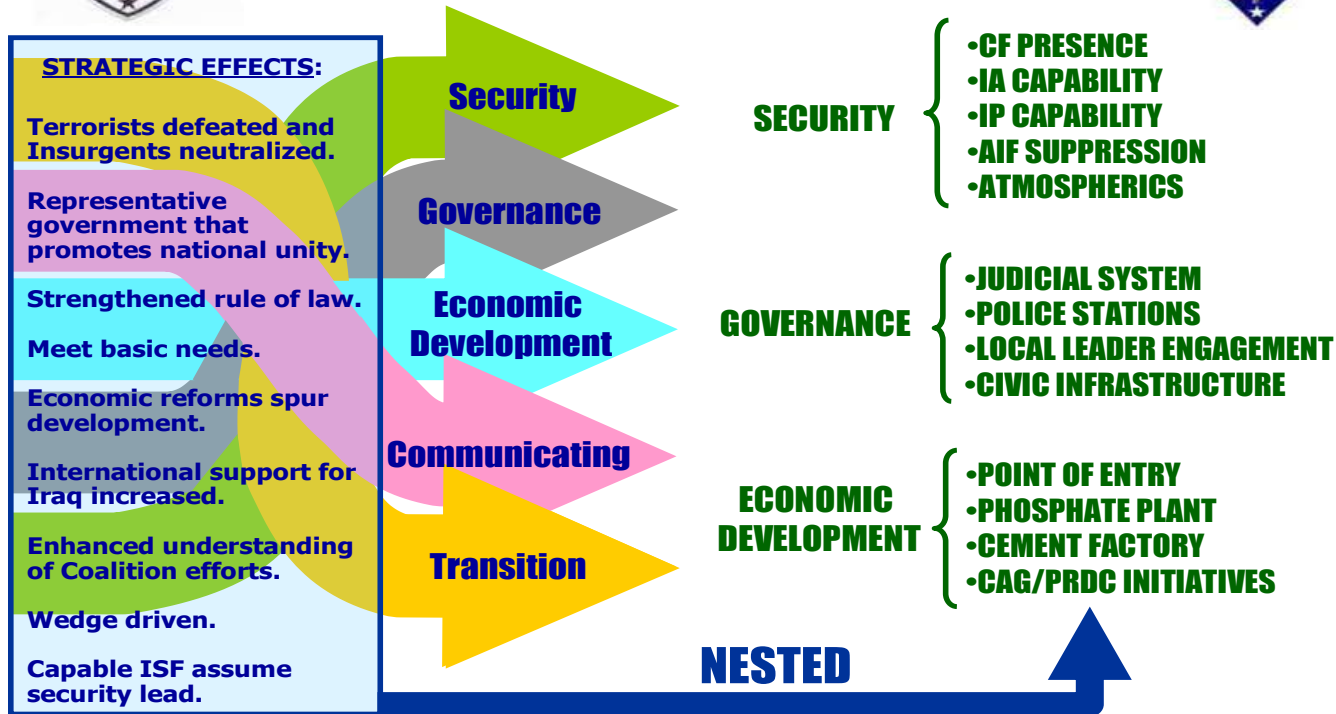 STRATEGIC EFFECTS:
Terrorists defeated and
Insurgents neutralized.
Representative
government that
promotes national unity.
Strengthened rule of law.
Meet basic needs.
Economic reforms spur
development.
International support for
Iraq increased.
Enhanced understanding
of Coalition efforts.
Wedge driven.
Capable ISF assume
security lead.
Security
Governance
Economic
Development
Communicating
Transition
SECURITY
•CF PRESENCE
•IA CAPABILITY
•IP CAPABILITY
•AIF SUPPRESSION
•ATMOSPHERICS
GOVERNANCE
•JUDICIAL SYSTEM
•POLICE STATIONS
•LOCAL LEADER ENGAGEMENT
•CIVIC INFRASTRUCTURE
ECONOMIC
DEVELOPMENT
•POINT OF ENTRY
•PHOSPHATE PLANT
•CEMENT FACTORY
•CAG/PRDC INITIATIVES
NESTED